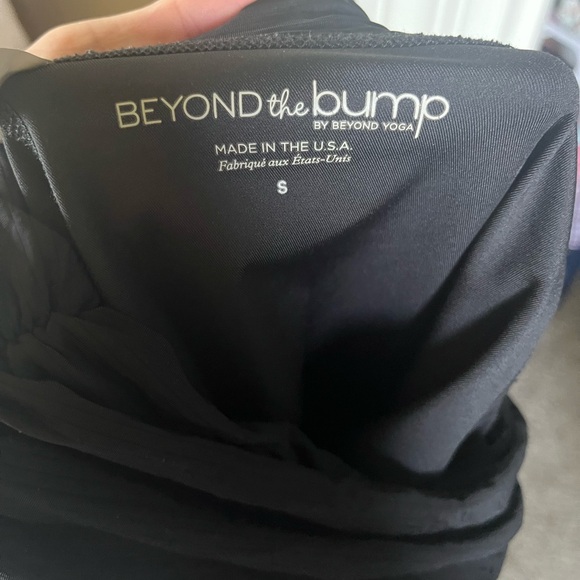 BEYOND the bump
BY BEYOND YOGA
MADE IN THE U.S.A.
Fabriqué aux États-Unis
S